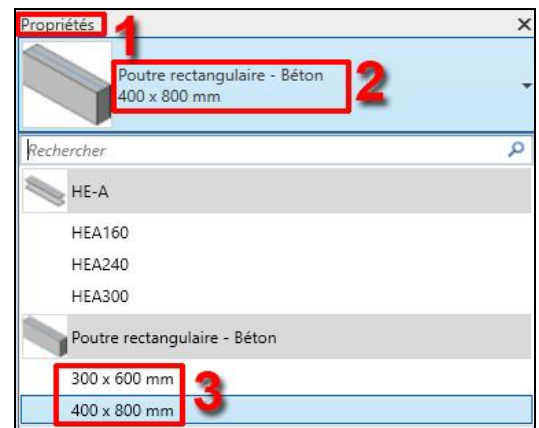 Propriétés
1
Poutre rectangulaire - Béton
400 x 800 mm
2
Rechercher
HE-A
HEA160
HEA240
HEA300
Poutre rectangulaire - Béton
300 x 600 mm
400 x 800 mm
3